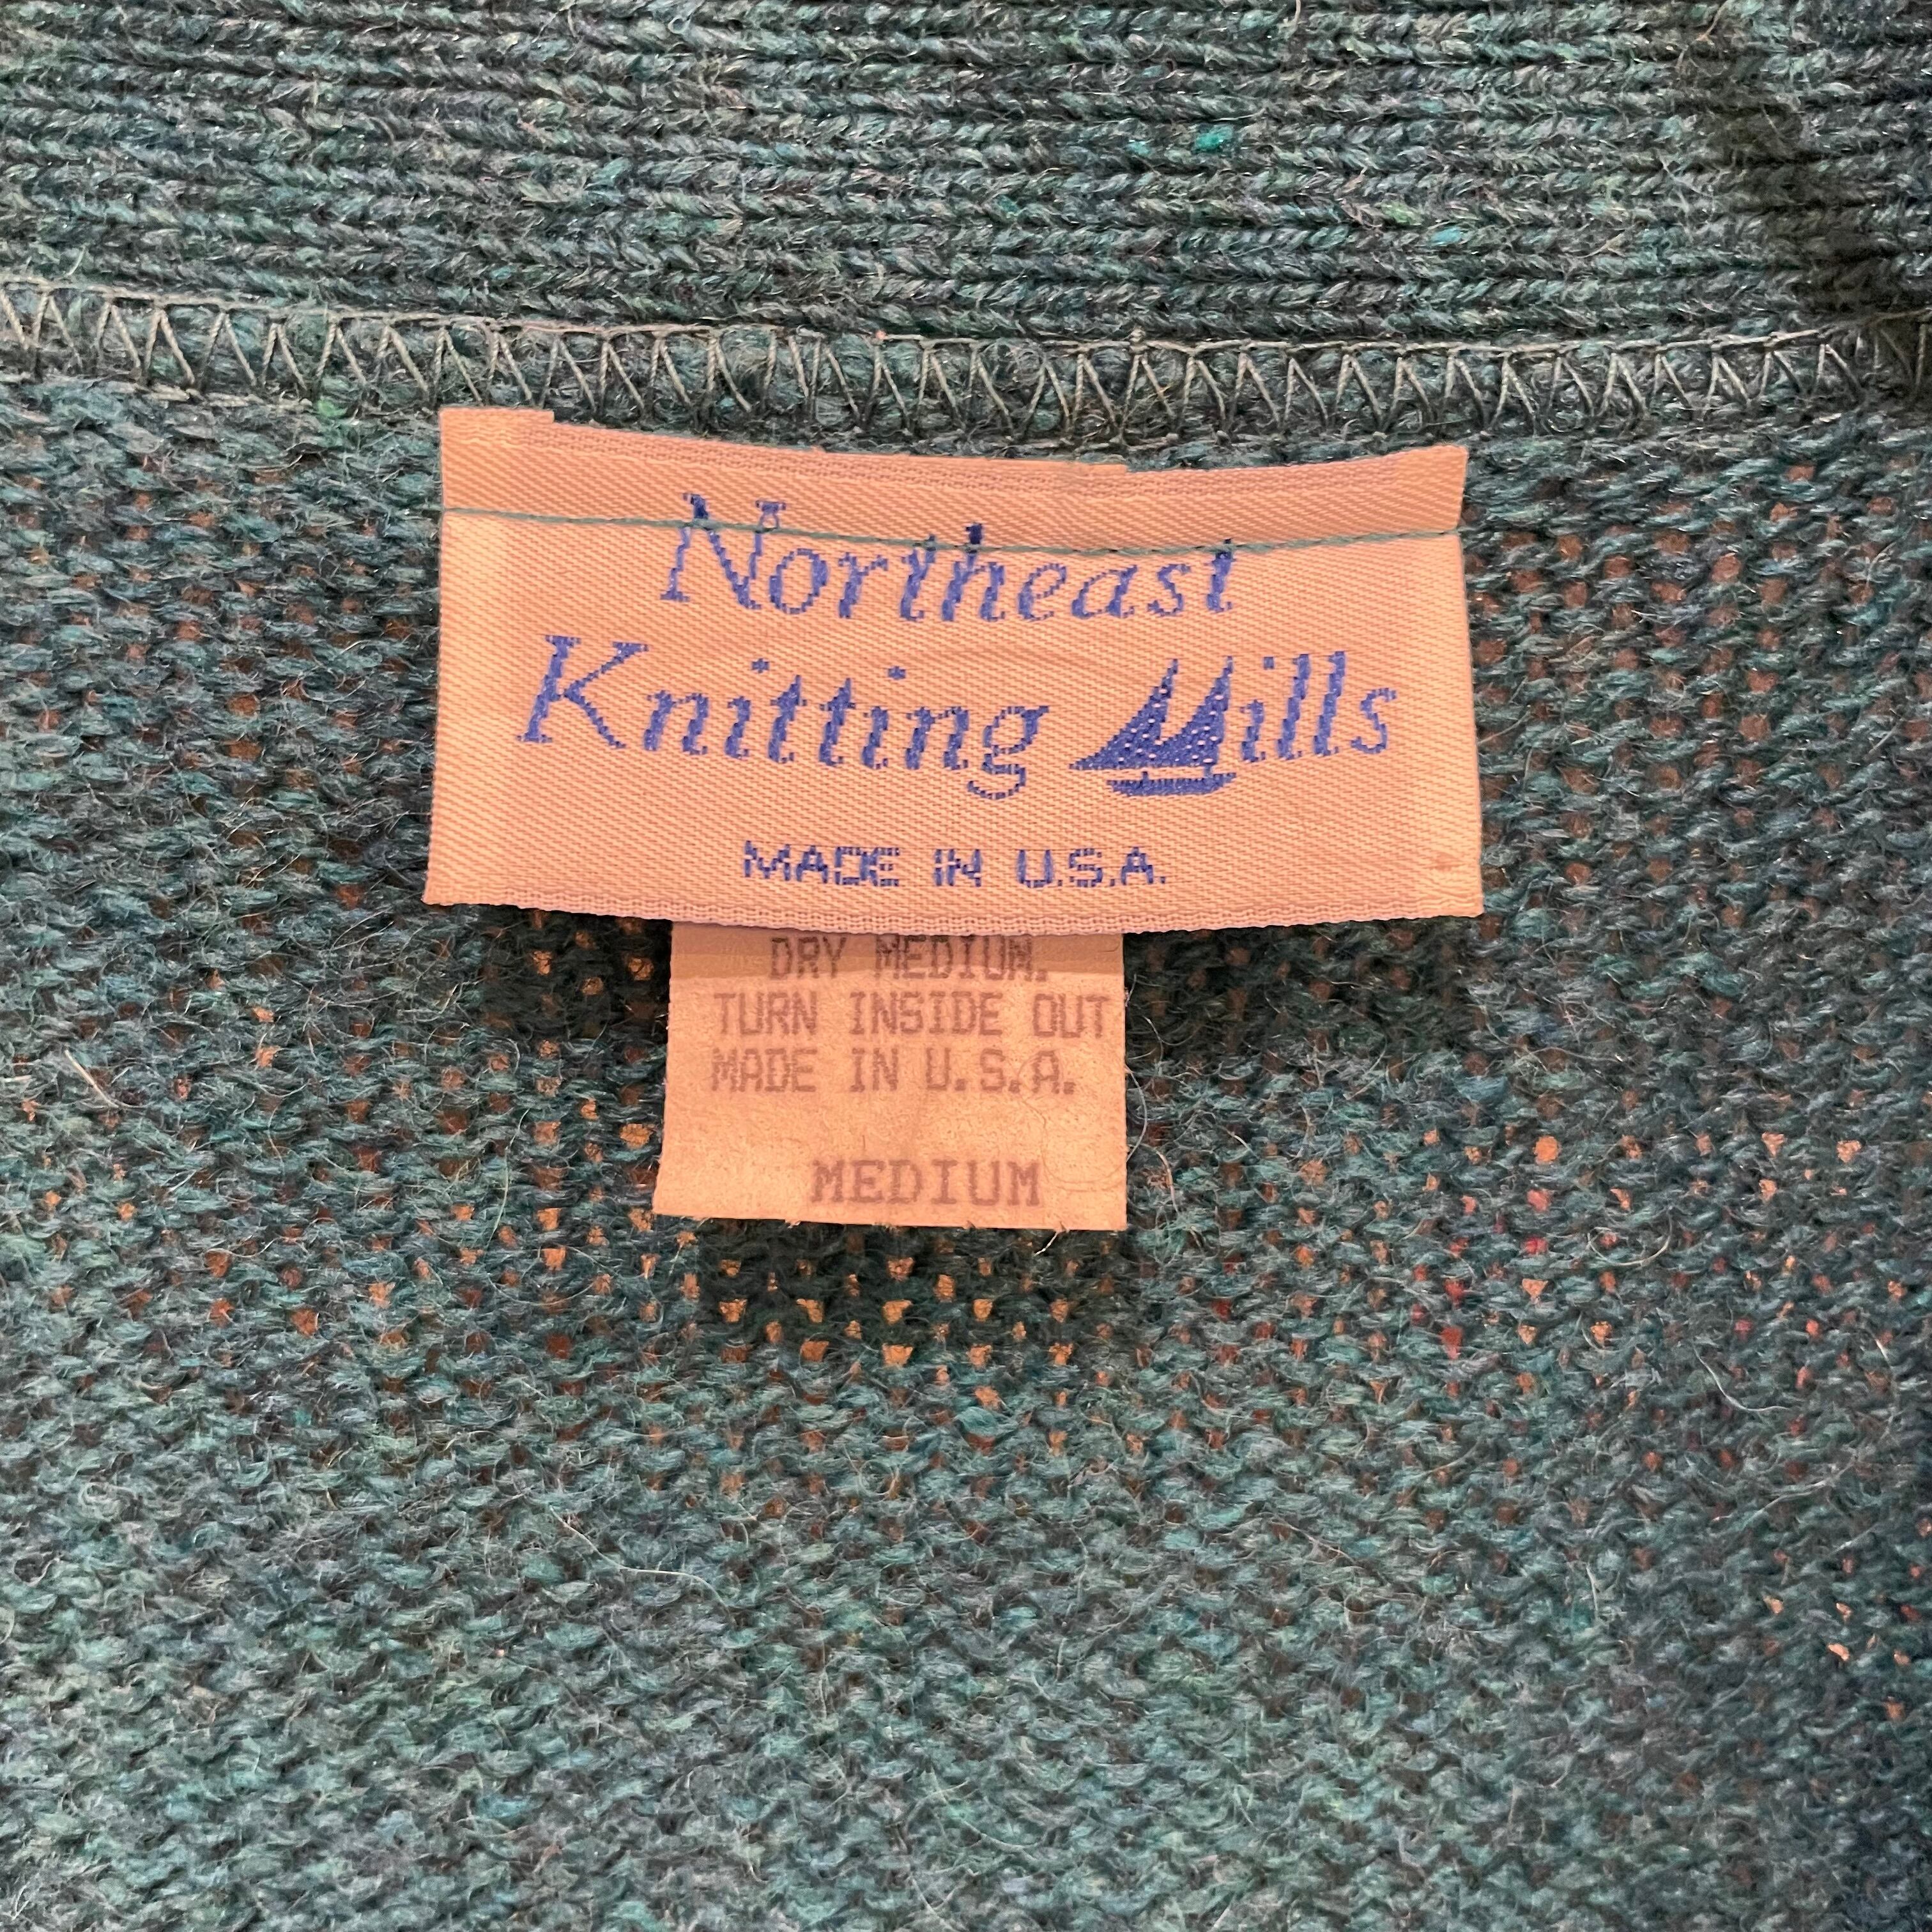 Northeast
Knitting Mills
MADE IN U.S.A.
DRY MEDIUM.
TURN INSIDE OUT
MADE IN U.S.A.
MEDIUM